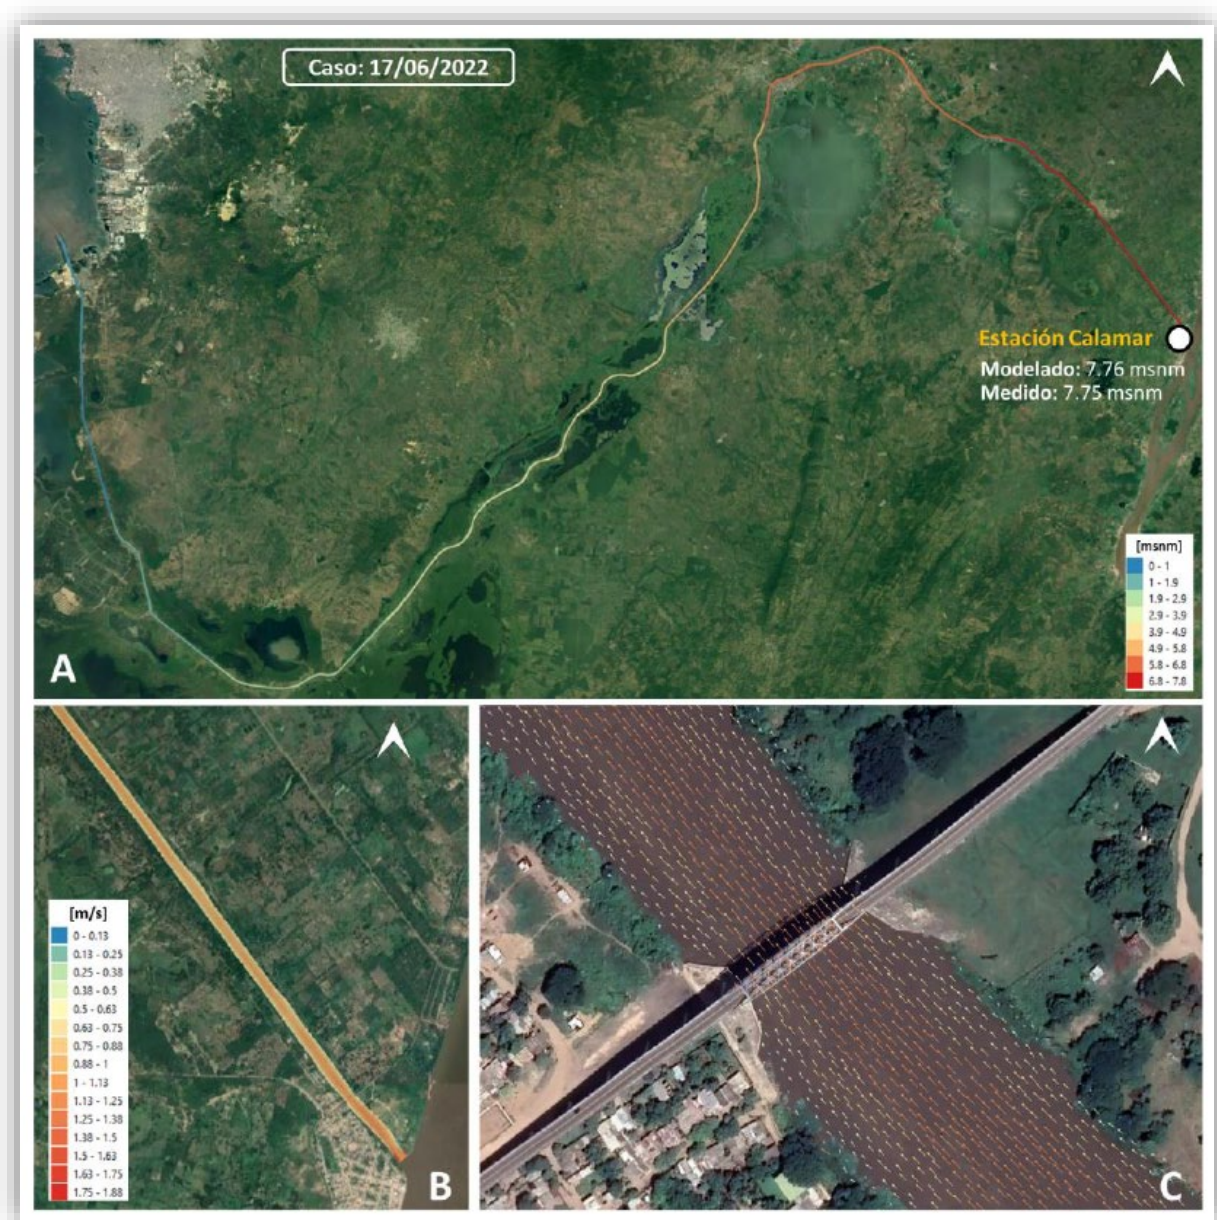 Caso: 17/06/2022
Estación Calamar
Modelado: 7.76 msnm
Medido: 7.75 msnm
[msnm]
0 - 1
1 - 1.9
1.9 - 2.9
2.9 - 3.9
3.9 - 4.9
4.9 - 5.8
5.8 - 6.8
6.8 - 7.8
A
[m/s]
0 - 0.13
0.13 - 0.25
0.25 - 0.38
0.38 - 0.5
0.5 - 0.63
0.63 - 0.75
0.75 - 0.88
0.88 - 1
1 - 1.13
1.13 - 1.25
1.25 - 1.38
1.38 - 1.5
1.5 - 1.63
1.63 - 1.75
1.75 - 1.88
B
C